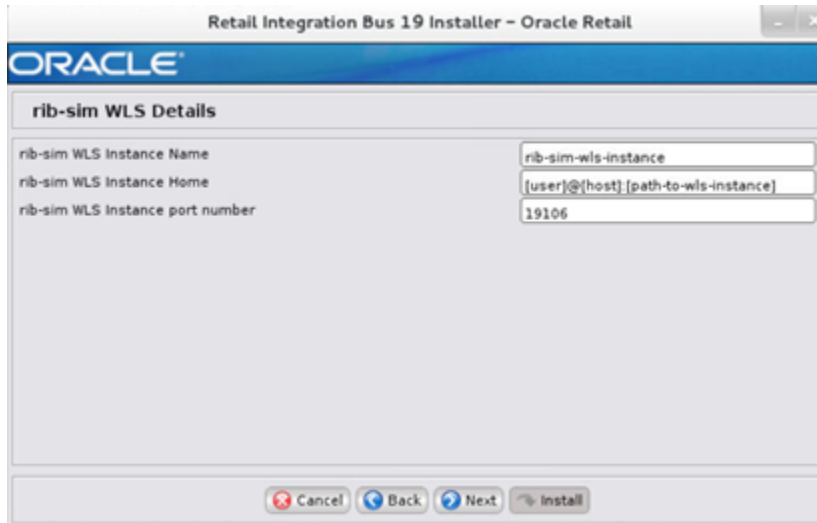 Retail Integration Bus 19 Installer – Oracle Retail
ORACLE®
rib-sim WLS Details
rib-sim WLS Instance Name
rib-sim-wls-instance
rib-sim WLS Instance Home
[user]@[host]:[path-to-wls-instance]
rib-sim WLS Instance port number
19106
Cancel Back Next Install